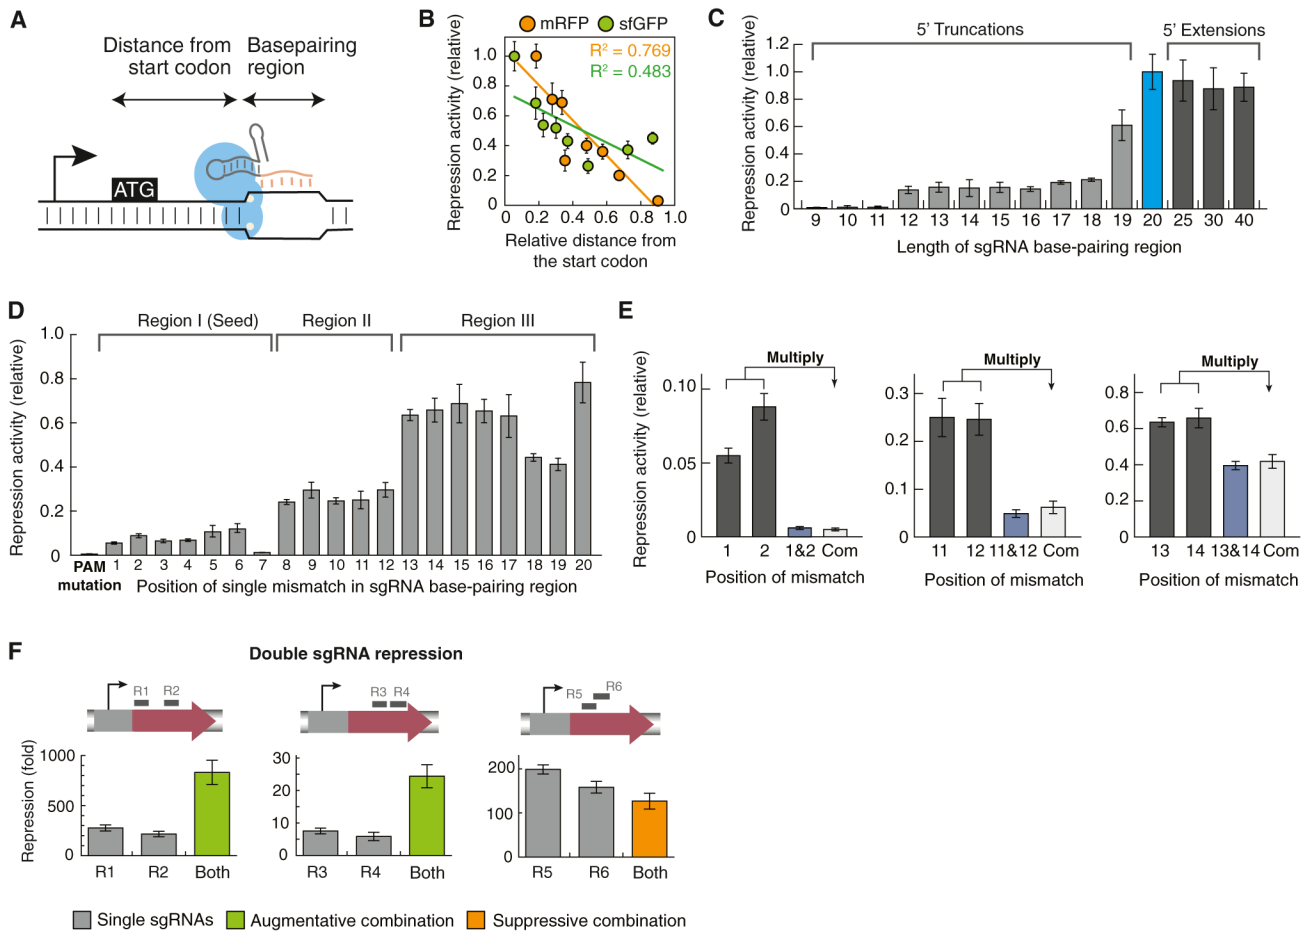 A
Distance from
start codon
Basepairing
region
ATG
B
mRFP sfGFP
R² = 0.769
R² = 0.483
Repression activity (relative)
1.0
0.8
0.6
0.4
0.2
0
0 0.2 0.4 0.6 0.8 1.0
Relative distance from
the start codon
C
5' Truncations
5' Extensions
Repression activity (relative)
1.2
1.0
0.8
0.6
0.4
0.2
0
9 10 11 12 13 14 15 16 17 18 19 20 25 30 40
Length of sgRNA base-pairing region
D
Region I (Seed)
Region II
Region III
Repression activity (relative)
1.0
0.8
0.6
0.4
0.2
0
PAM
mutation
1 2 3 4 5 6 7 8 9 10 11 12 13 14 15 16 17 18 19 20
Position of single mismatch in sgRNA base-pairing region
E
Repression activity (relative)
Multiply
0.10
0.05
0
1 2 1&2 Com
Position of mismatch
Multiply
0.3
0.2
0.1
0
11 12 11&12 Com
Position of mismatch
Multiply
0.8
0.6
0.4
0.2
0
13 14 13&14 Com
Position of mismatch
F
Double sgRNA repression
R1 R2
R3 R4
R5 R6
Repression (fold)
1000
500
0
R1 R2 Both
30
20
10
0
R3 R4 Both
200
100
0
R5 R6 Both
Single sgRNAs
Augmentative combination
Suppressive combination